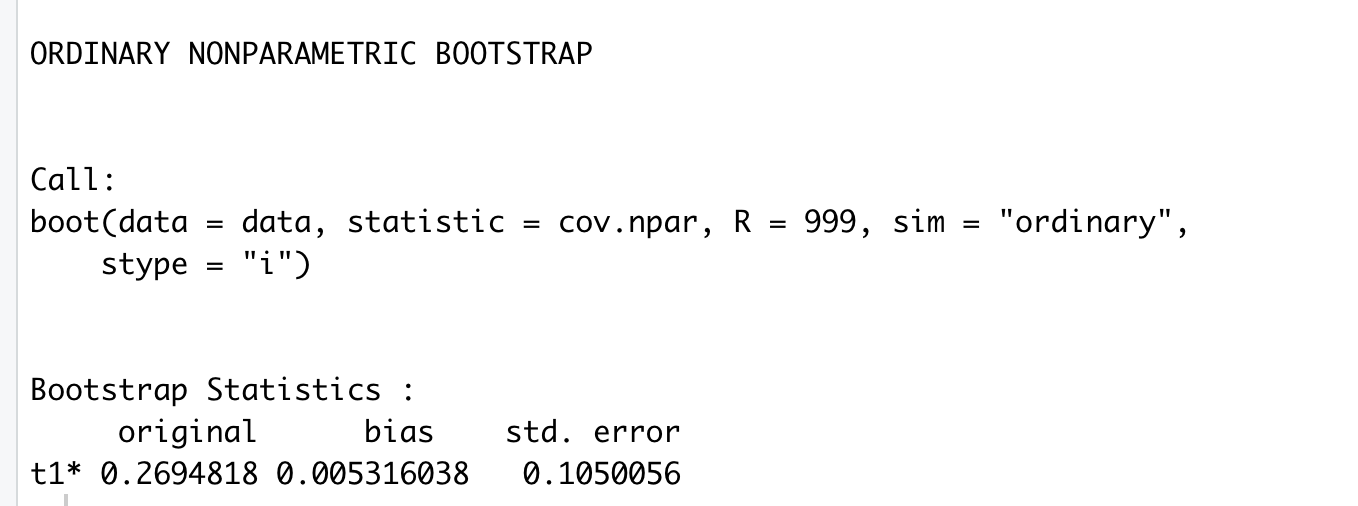 ORDINARY NONPARAMETRIC BOOTSTRAP
Call:
boot(data = data, statistic = cov.npar, R = 999, sim = "ordinary",
    stype = "i")
Bootstrap Statistics :
     original      bias    std. error
t1* 0.2694818 0.005316038   0.1050056